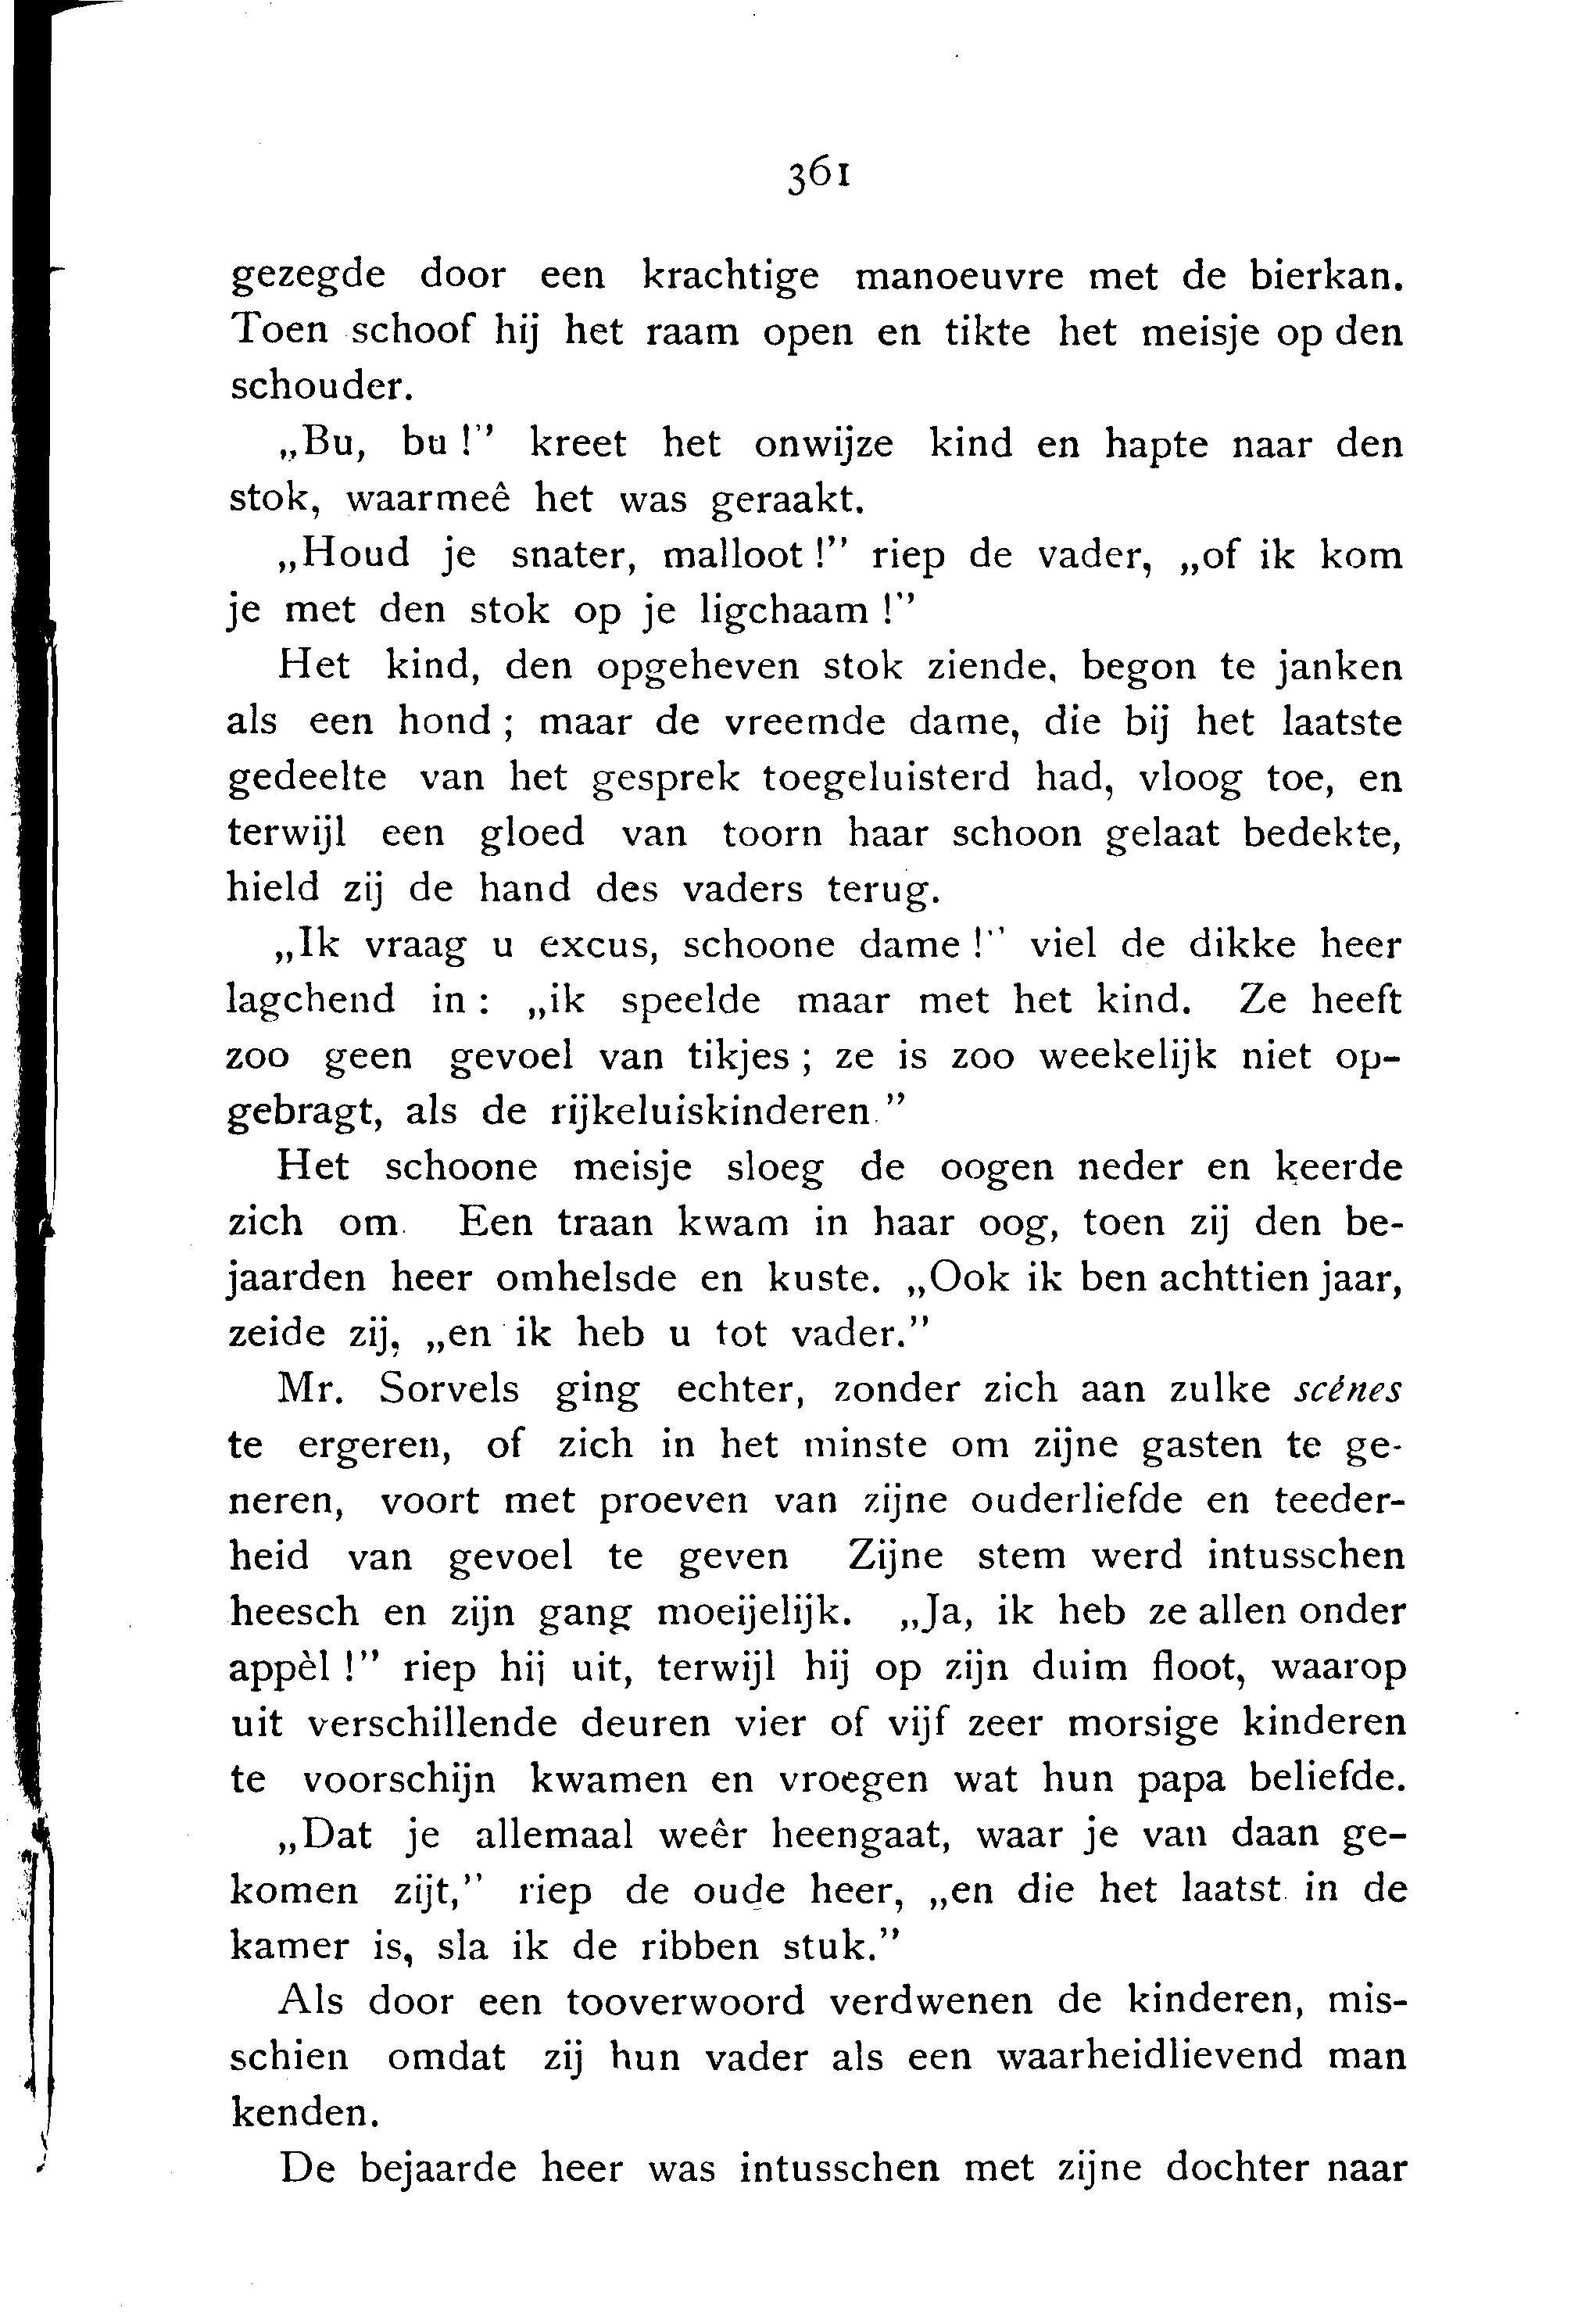 361
gezegde door een krachtige manoeuvre met de bierkan.
Toen schoof hij het raam open en tikte het meisje op den
schouder.
„Bu, bu!” kreet het onwijze kind en hapte naar den
stok, waarmeê het was geraakt.
„Houd je snater, malloot!” riep de vader, „of ik kom
je met den stok op je ligchaam!”
Het kind, den opgeheven stok ziende, begon te janken
als een hond; maar de vreemde dame, die bij het laatste
gedeelte van het gesprek toegeluisterd had, vloog toe, en
terwijl een gloed van toorn haar schoon gelaat bedekte,
hield zij de hand des vaders terug.
„Ik vraag u excus, schoone dame!” viel de dikke heer
lagchend in: „ik speelde maar met het kind. Ze heeft
zoo geen gevoel van tikjes; ze is zoo weekelijk niet op-
gebragt, als de rijkeluiskinderen.”
Het schoone meisje sloeg de oogen neder en keerde
zich om. Een traan kwam in haar oog, toen zij den be-
jaarden heer omhelsde en kuste. „Ook ik ben achttien jaar,
zeide zij, „en ik heb u tot vader.”
Mr. Sorvels ging echter, zonder zich aan zulke scènes
te ergeren, of zich in het minste om zijne gasten te ge-
neren, voort met proeven van zijne ouderliefde en teeder-
heid van gevoel te geven Zijne stem werd intusschen
heesch en zijn gang moeijelijk. „Ja, ik heb ze allen onder
appèl!” riep hij uit, terwijl hij op zijn duim floot, waarop
uit verschillende deuren vier of vijf zeer morsige kinderen
te voorschijn kwamen en vroegen wat hun papa beliefde.
„Dat je allemaal weêr heengaat, waar je van daan ge-
komen zijt,” riep de oude heer, „en die het laatst in de
kamer is, sla ik de ribben stuk.”
Als door een tooverwoord verdwenen de kinderen, mis-
schien omdat zij hun vader als een waarheidlievend man
kenden.
De bejaarde heer was intusschen met zijne dochter naar